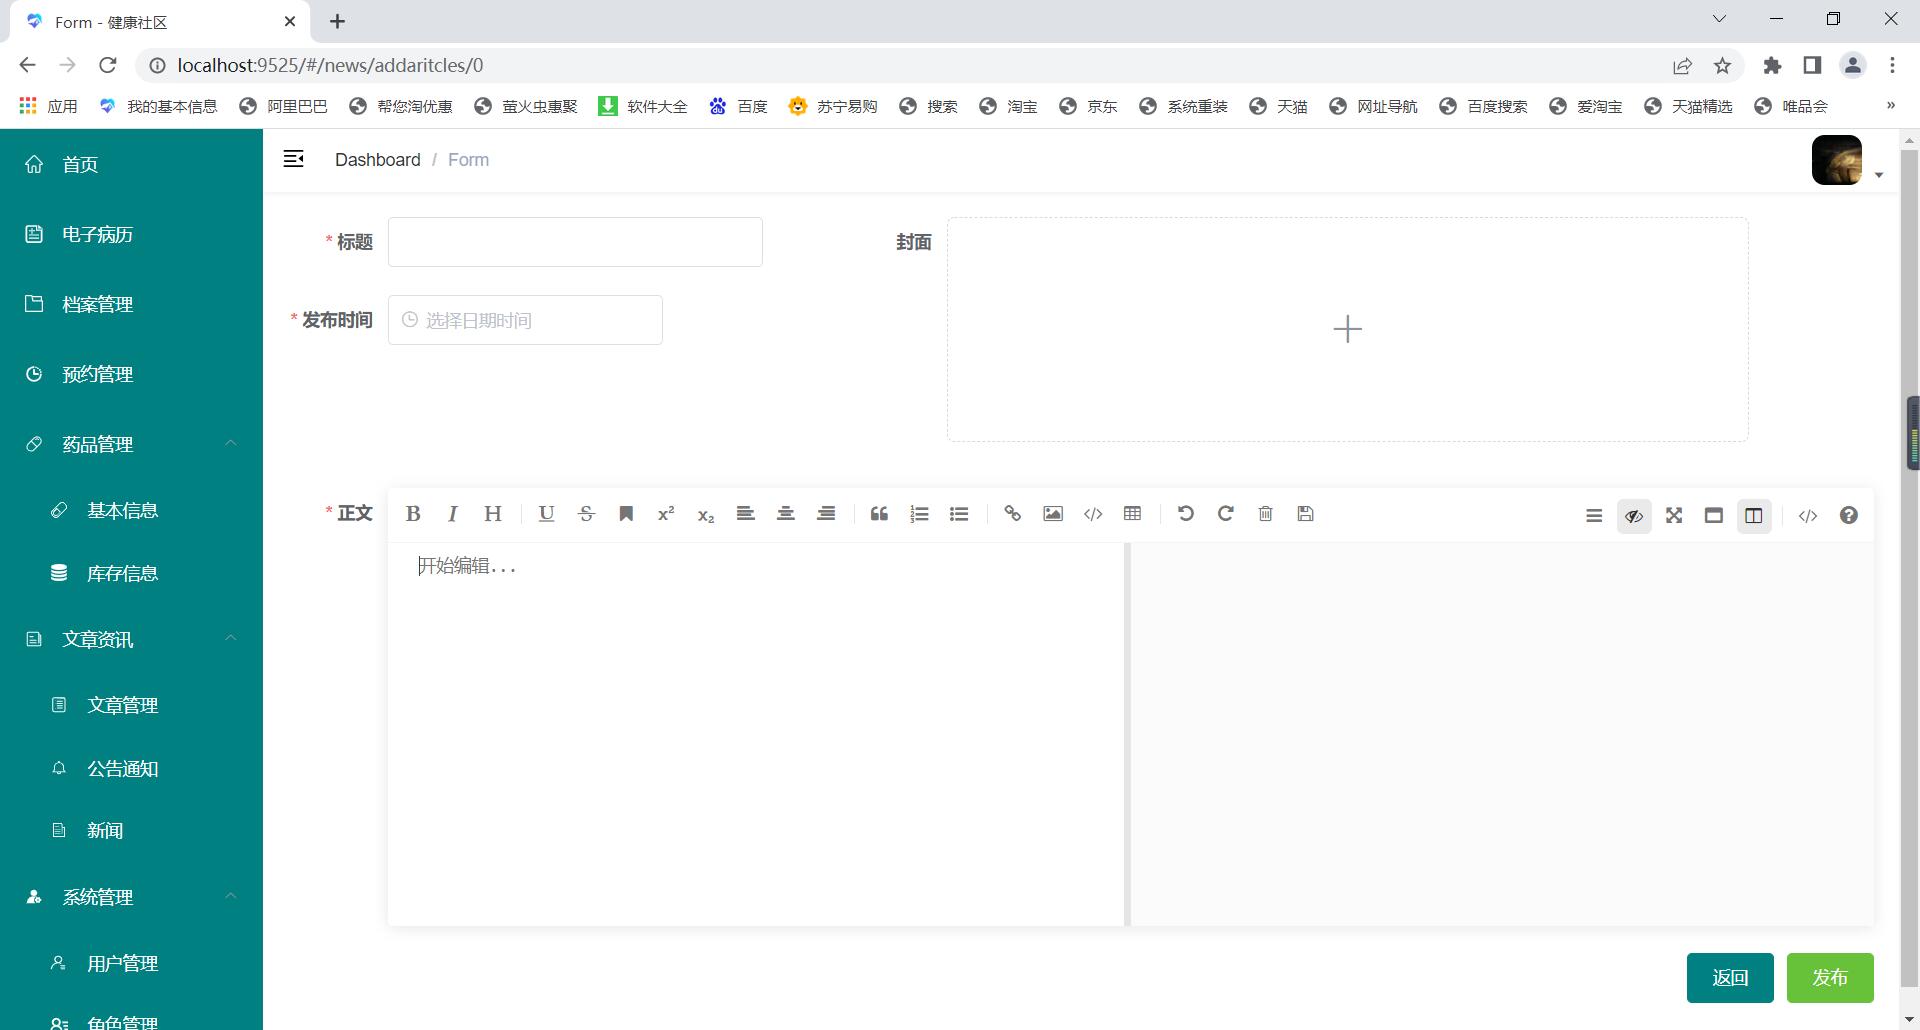 Form - 健康社区
localhost:9525/#/news/addaritcles/0
应用 我的基本信息 阿里巴巴 帮您淘优惠 萤火虫惠聚 软件大全 百度 苏宁易购 搜索 淘宝 京东 系统重装 天猫 网址导航 百度搜索 爱淘宝 天猫精选 唯品会 »
首页
电子病历
档案管理
预约管理
药品管理
基本信息
库存信息
文章资讯
文章管理
公告通知
新闻
系统管理
用户管理
角色管理
Dashboard / Form
* 标题
封面
* 发布时间 选择日期时间
* 正文
B I H U S x² x₂
开始编辑...
返回 发布